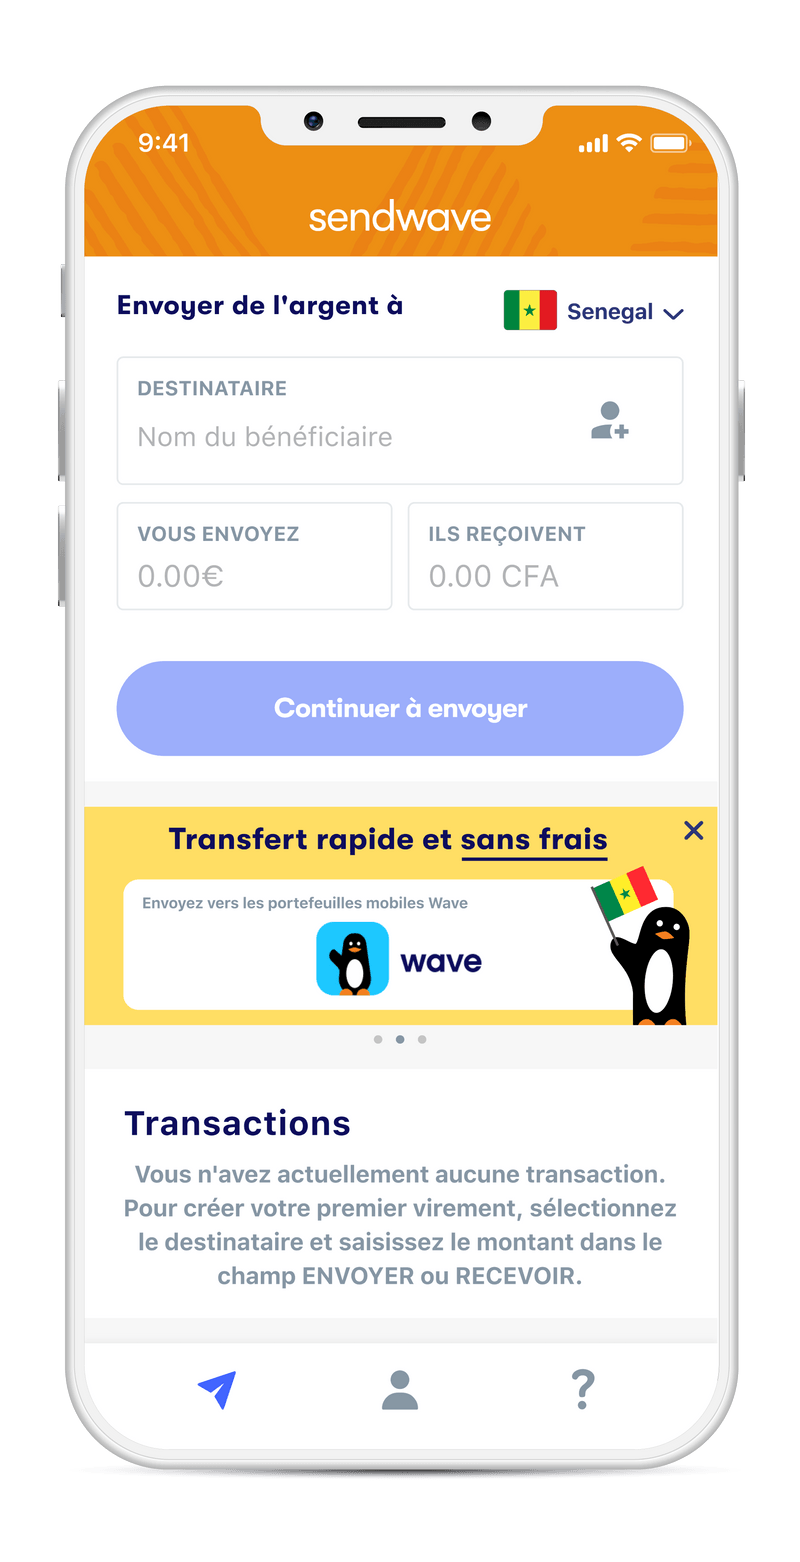 9:41
sendwave
Envoyer de l'argent à
Senegal
DESTINATAIRE
Nom du bénéficiaire
VOUS ENVOYEZ
ILS REÇOIVENT
0.00€
0.00 CFA
Continuer à envoyer
Transfert rapide et sans frais
Envoyez vers les portefeuilles mobiles Wave
wave
Transactions
Vous n'avez actuellement aucune transaction.
Pour créer votre premier virement, sélectionnez
le destinataire et saisissez le montant dans le
champ ENVOYER ou RECEVOIR.
?